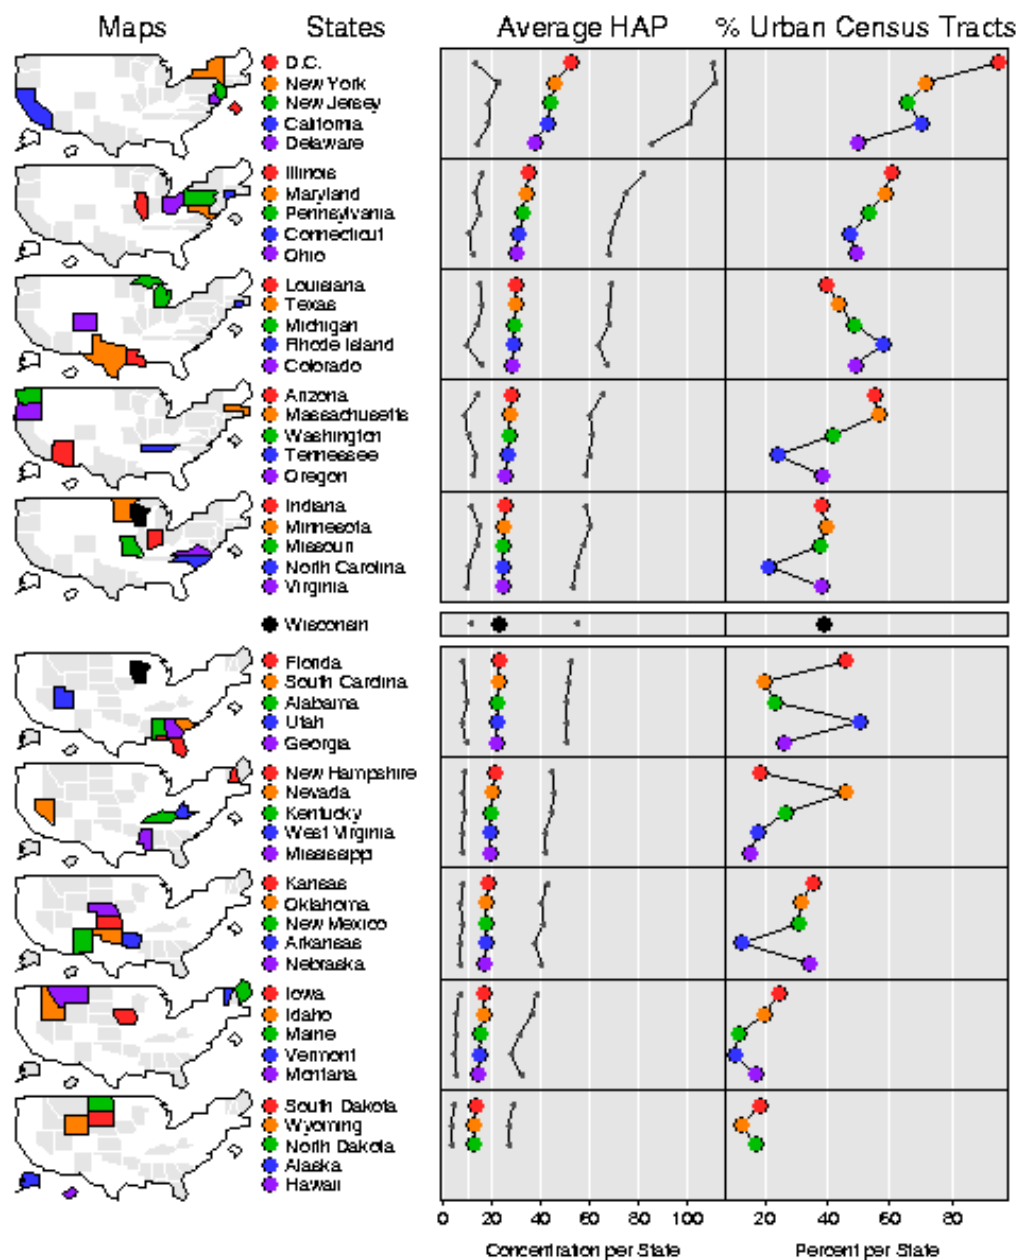 Maps States Average HAP % Urban Census Tracts
D.C.
New York
New Jersey
California
Delaware
Illinois
Maryland
Pennsylvania
Connecticut
Ohio
Louisiana
Texas
Michigan
Rhode Island
Colorado
Arizona
Massachusetts
Washington
Tennessee
Oregon
Indiana
Minnesota
Missouri
North Carolina
Virginia
Wisconsin
Florida
South Carolina
Alabama
Utah
Georgia
New Hampshire
Nevada
Kentucky
West Virginia
Mississippi
Kansas
Oklahoma
New Mexico
Arkansas
Nebraska
Iowa
Idaho
Maine
Vermont
Montana
South Dakota
Wyoming
North Dakota
Alaska
Hawaii
0 20 40 60 80 100 20 40 60 80
Concentration per State Percent per State